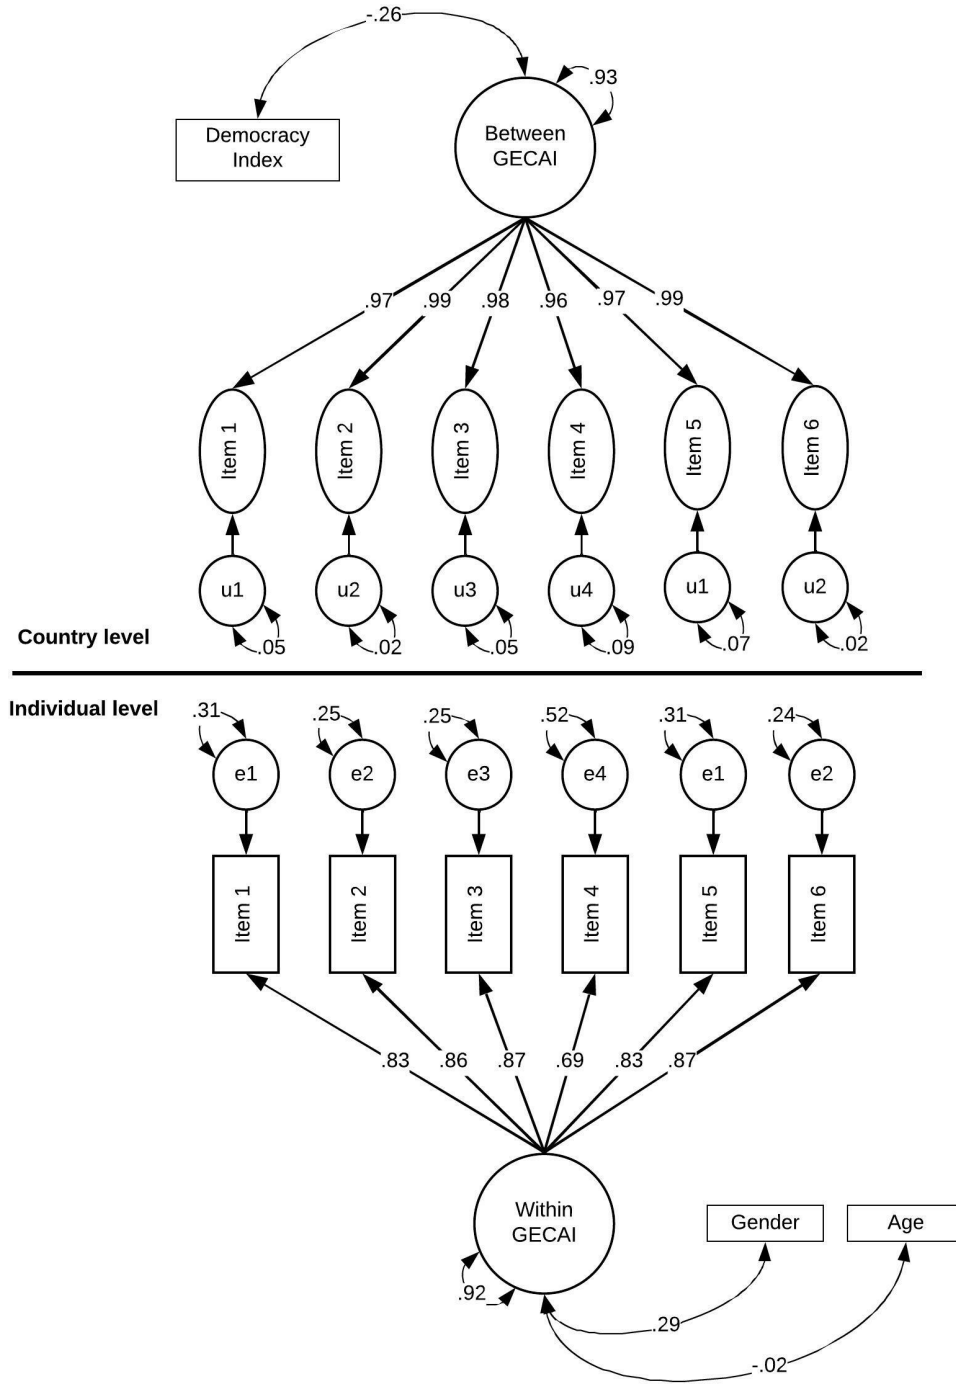 -.26
.93
Democracy
Index
Between
GECAI
.97 .99 .98 .96 .97 .99
Item 1 Item 2 Item 3 Item 4 Item 5 Item 6
u1 u2 u3 u4 u1 u2
.05 .02 .05 .09 .07 .02
Country level
Individual level
.31 .25 .25 .52 .31 .24
e1 e2 e3 e4 e1 e2
Item 1 Item 2 Item 3 Item 4 Item 5 Item 6
.83 .86 .87 .69 .83 .87
Within
GECAI
Gender Age
.92
.29
-.02